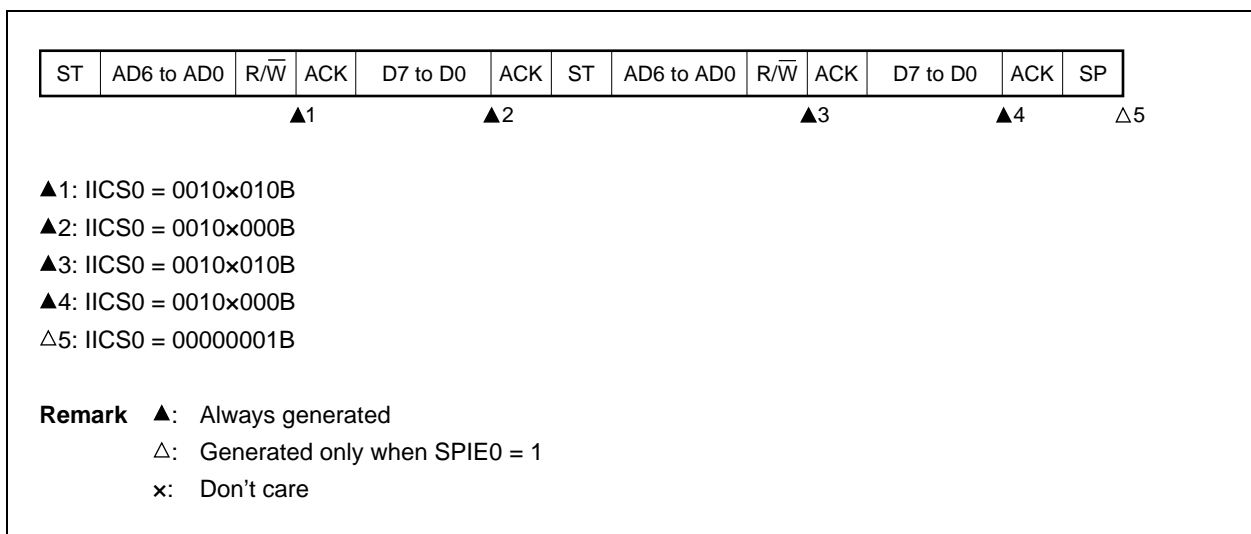 ST AD6 to AD0 R/W̅ ACK D7 to D0 ACK ST AD6 to AD0 R/W̅ ACK D7 to D0 ACK SP
▲1 ▲2 ▲3 ▲4 △5
▲1: IICS0 = 0010×010B
▲2: IICS0 = 0010×000B
▲3: IICS0 = 0010×010B
▲4: IICS0 = 0010×000B
△5: IICS0 = 00000001B
Remark ▲: Always generated
△: Generated only when SPIE0 = 1
×: Don't care